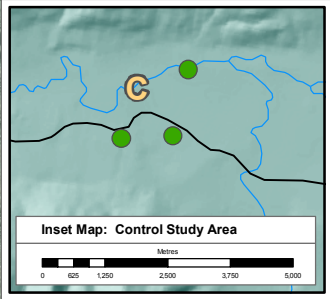 C
Inset Map: Control Study Area
Metres
0 625 1,250 2,500 3,750 5,000